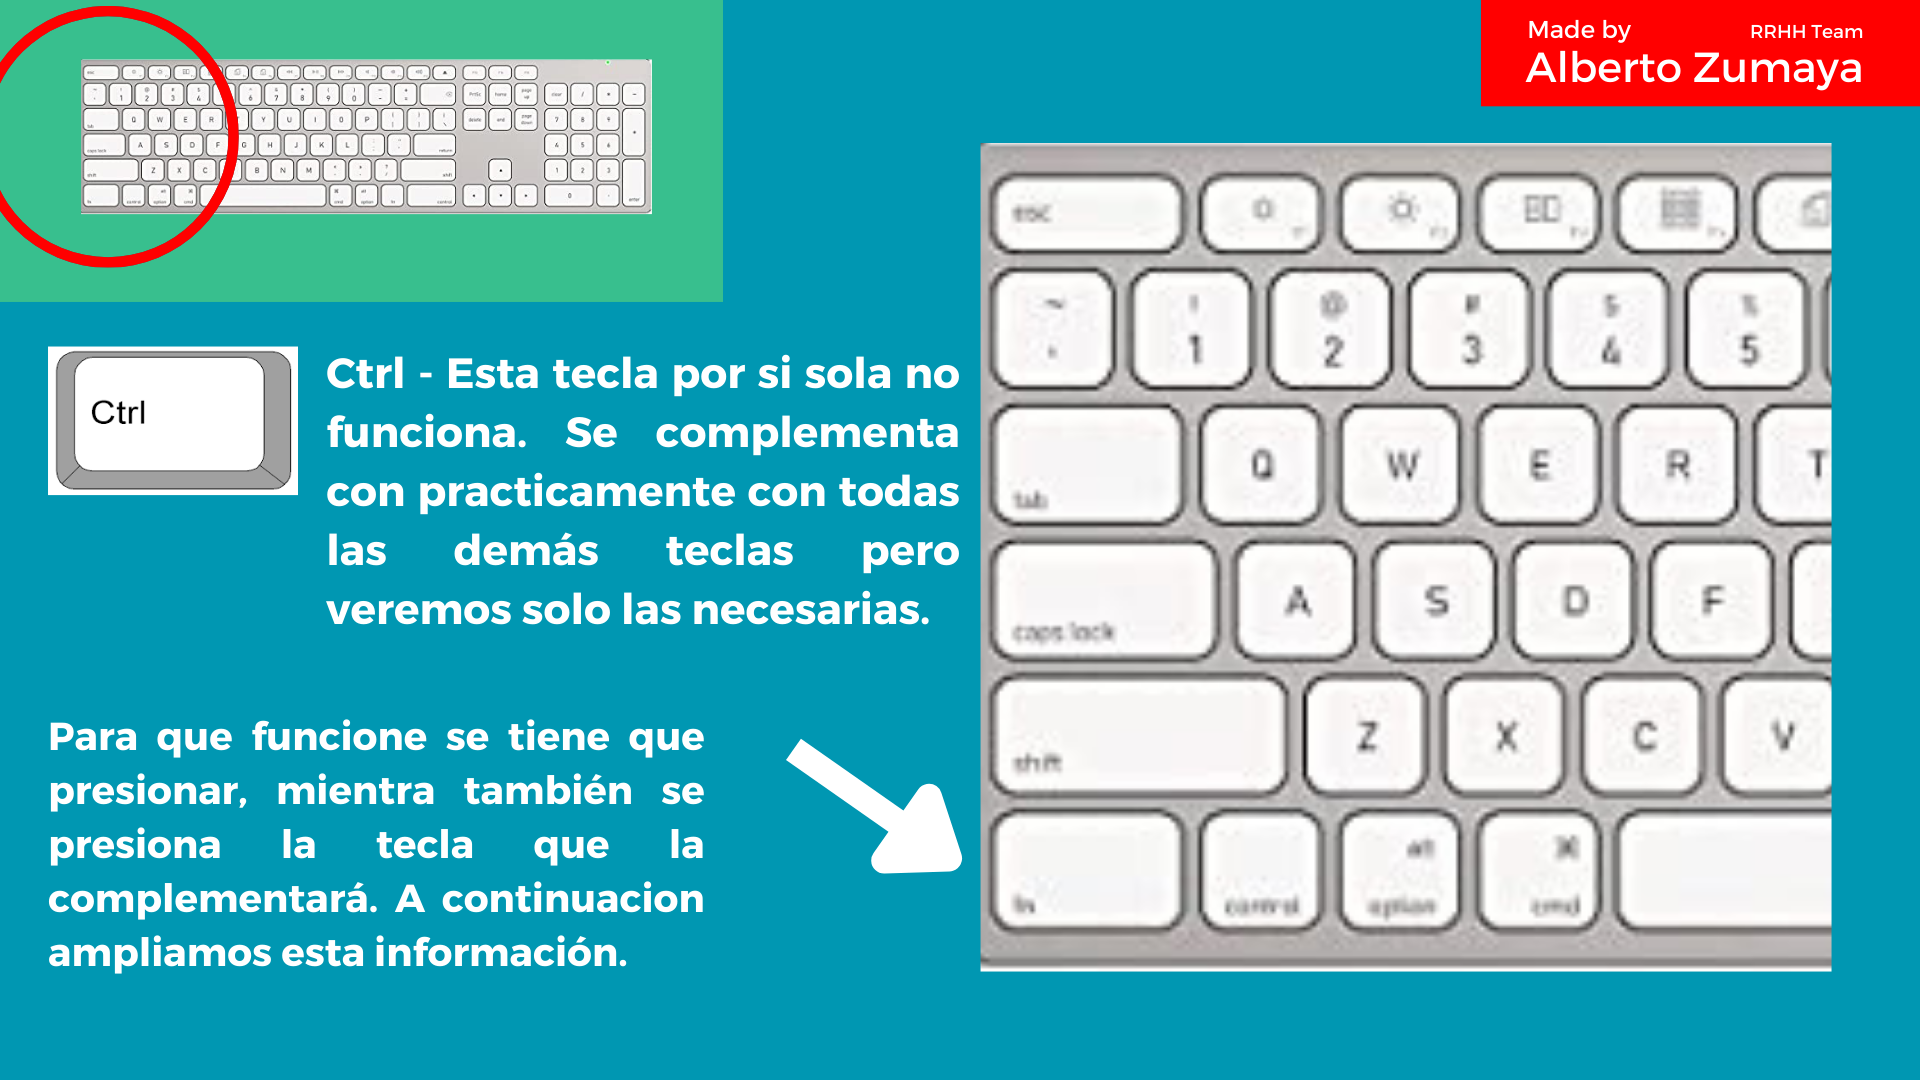 Made by
RRHH Team
Alberto Zumaya
Ctrl
Ctrl - Esta tecla por si sola no
funciona. Se complementa
con practicamente con todas
las demás teclas pero
veremos solo las necesarias.
Para que funcione se tiene que
presionar, mientra también se
presiona la tecla que la
complementará. A continuacion
ampliamos esta información.
esc
~ ! @ # $ %
1 2 3 4 5
tab Q W E R T
caps lock A S D F
shift Z X C V
alt ⌘
fn control option cmd